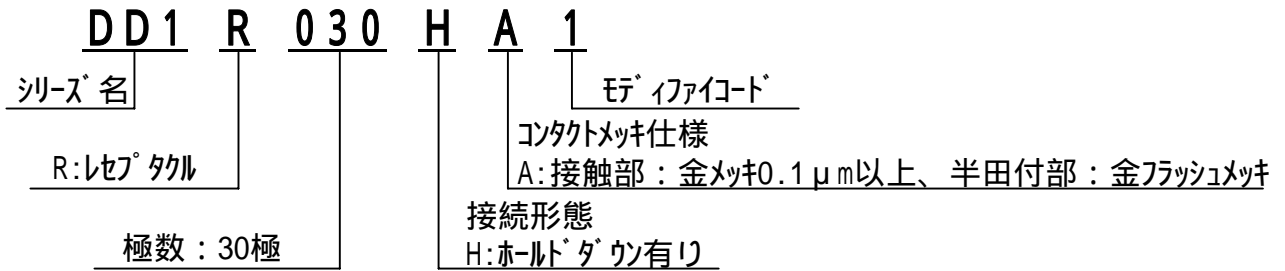 DD1 R 030 H A 1
ｼﾘｰｽﾞ名
ﾓﾃﾞｨﾌｧｲｺｰﾄﾞ
ｺﾝﾀｸﾄﾒｯｷ仕様
R:ﾚｾﾌﾟﾀｸﾙ
A:接触部：金ﾒｯｷ0.1μm以上、半田付部：金ﾌﾗｯｼｭﾒｯｷ
接続形態
極数：30極
H:ﾎｰﾙﾄﾞﾀﾞｳﾝ有り